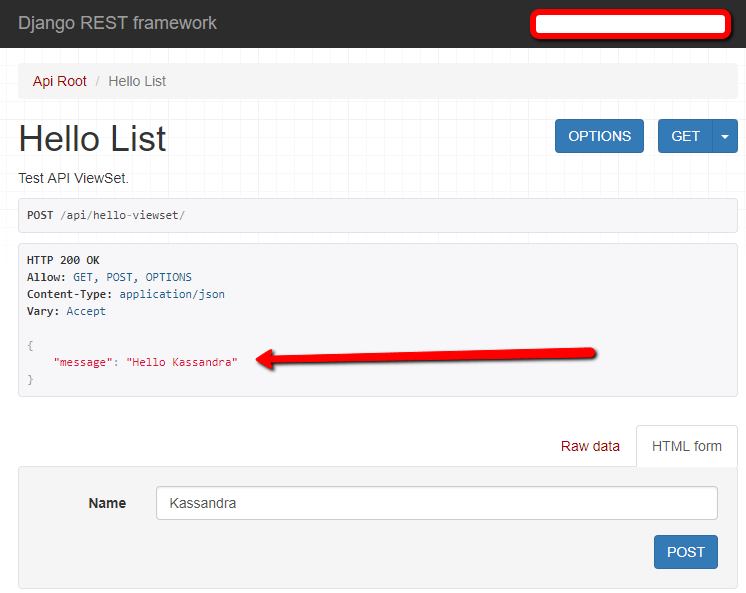 Django REST framework
Api Root / Hello List
Hello List
OPTIONS
GET
Test API ViewSet.
POST /api/hello-viewset/
HTTP 200 OK
Allow: GET, POST, OPTIONS
Content-Type: application/json
Vary: Accept
{
"message": "Hello Kassandra"
}
Raw data
HTML form
Name
Kassandra
POST